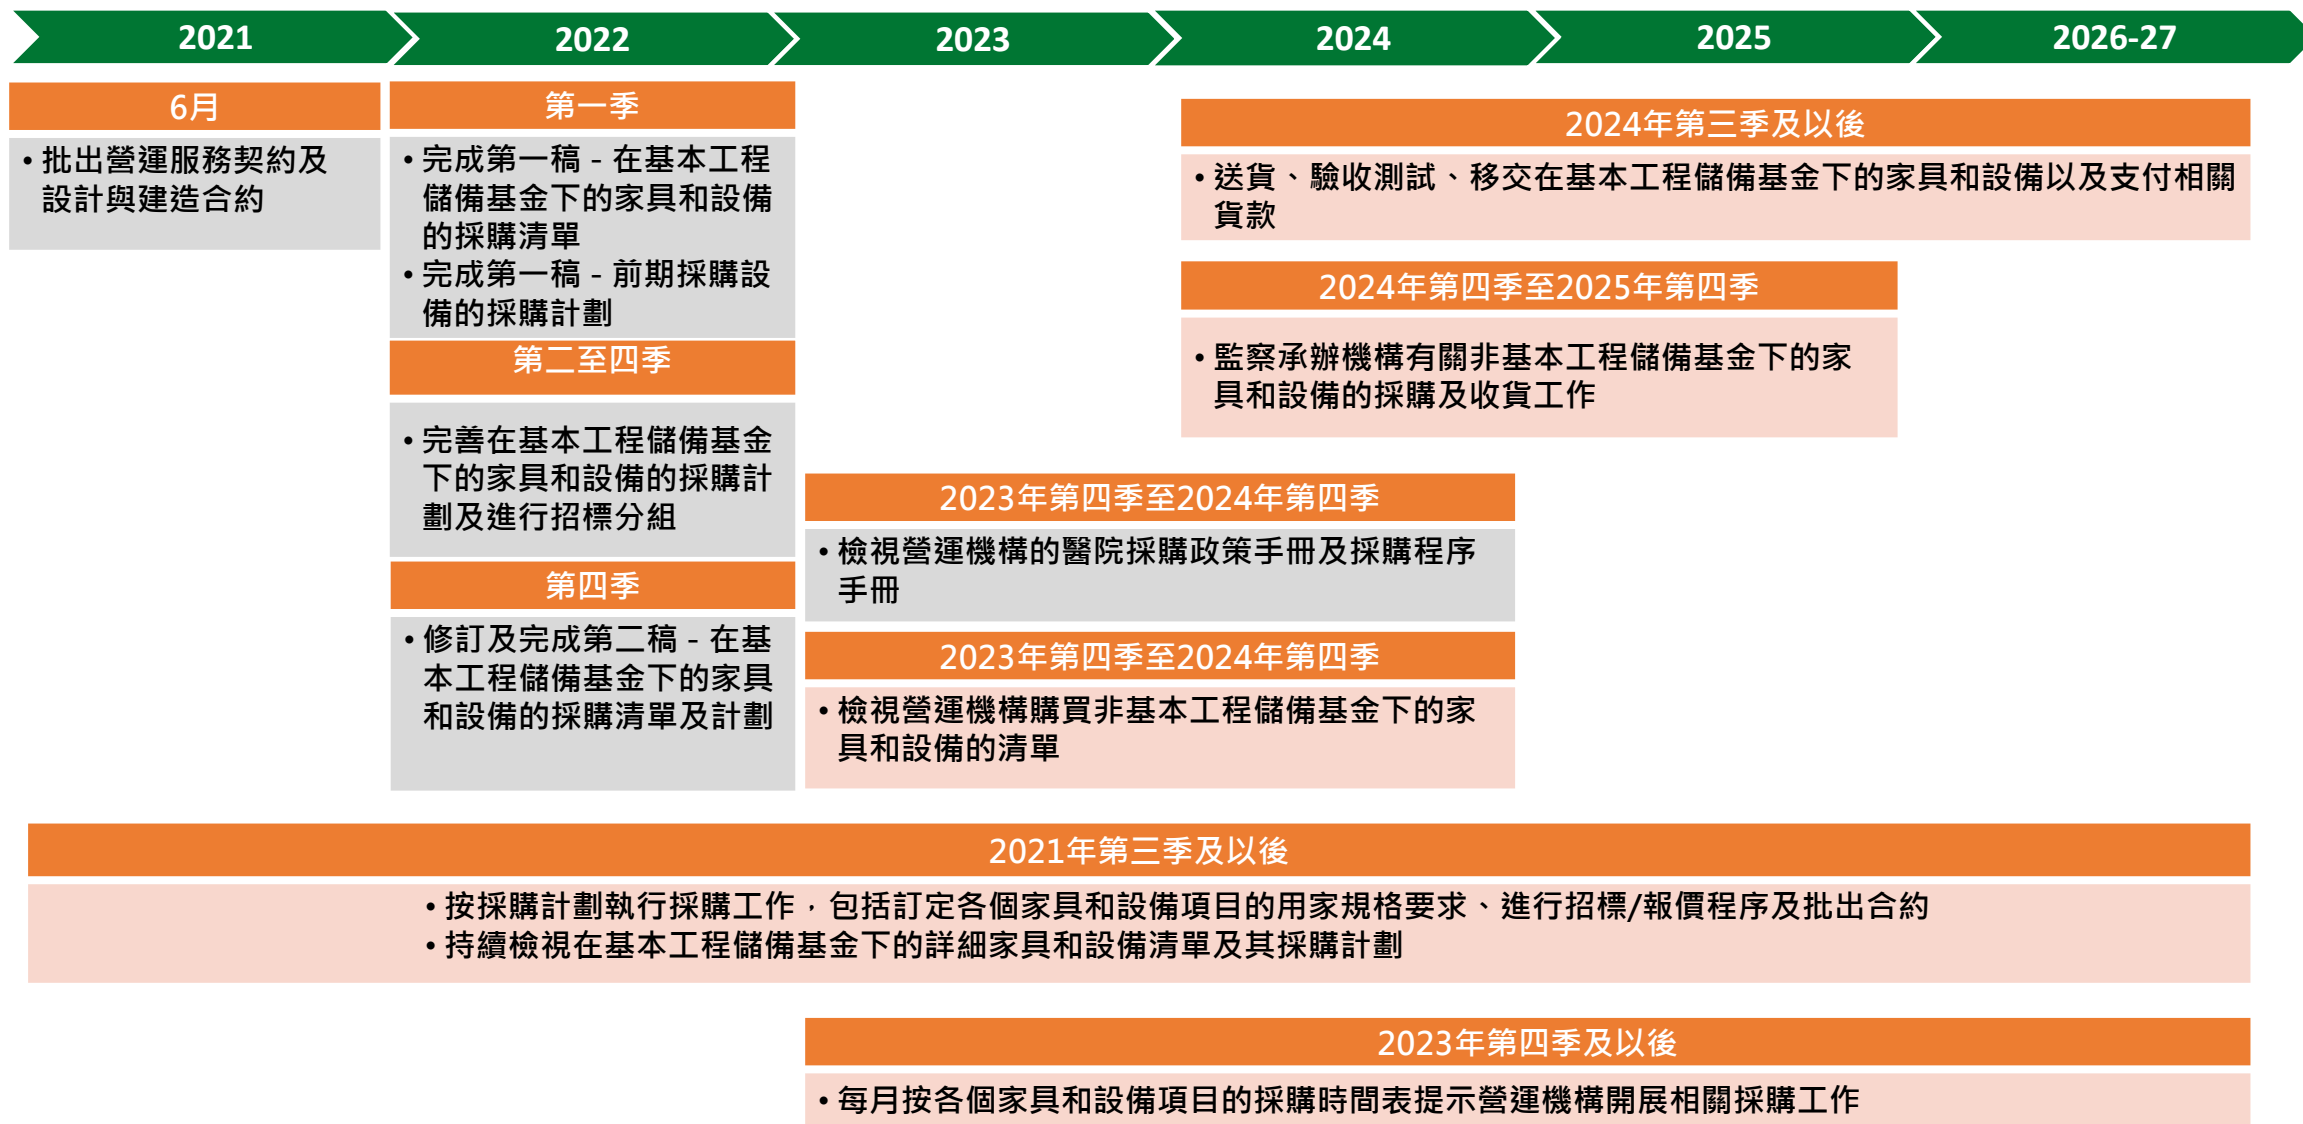 2021
2022
2023
2024
2025
2026-27
6月
• 批出營運服務契約及
設計與建造合約
第一季
• 完成第一稿 - 在基本工程
儲備基金下的家具和設備
的採購清單
• 完成第一稿 - 前期採購設
備的採購計劃
第二至四季
• 完善在基本工程儲備基金
下的家具和設備的採購計
劃及進行招標分組
第四季
• 修訂及完成第二稿 - 在基
本工程儲備基金下的家具
和設備的採購清單及計劃
2024年第三季及以後
• 送貨、驗收測試、移交在基本工程儲備基金下的家具和設備以及支付相關
貨款
2024年第四季至2025年第四季
• 監察承辦機構有關非基本工程儲備基金下的家
具和設備的採購及收貨工作
2023年第四季至2024年第四季
• 檢視營運機構的醫院採購政策手冊及採購程序
手冊
2023年第四季至2024年第四季
• 檢視營運機構購買非基本工程儲備基金下的家
具和設備的清單
2021年第三季及以後
• 按採購計劃執行採購工作，包括訂定各個家具和設備項目的用家規格要求、進行招標/報價程序及批出合約
• 持續檢視在基本工程儲備基金下的詳細家具和設備清單及其採購計劃
2023年第四季及以後
• 每月按各個家具和設備項目的採購時間表提示營運機構開展相關採購工作